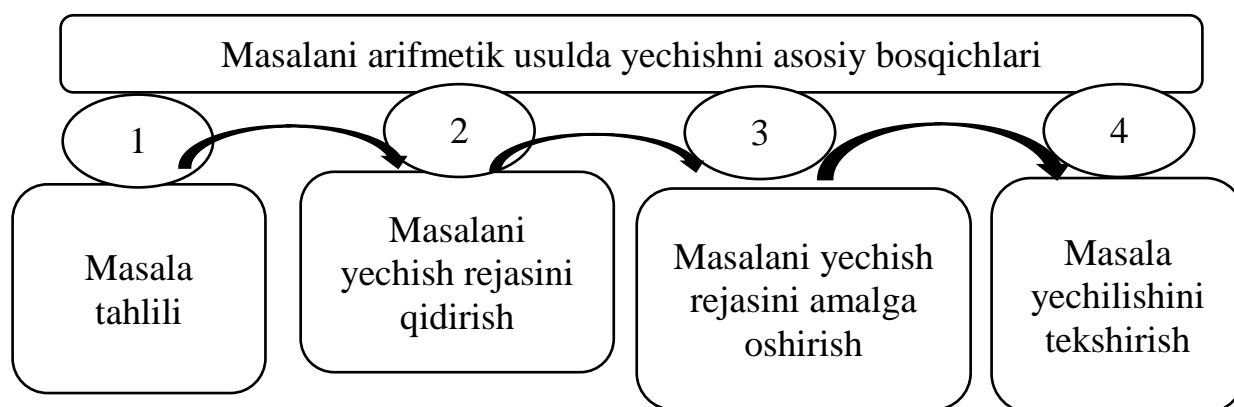 Masalani arifmetik usulda yechishni asosiy bosqichlari
1
2
3
4
Masala
tahlili
Masalani
yechish rejasini
qidirish
Masalani yechish
rejasini amalga
oshirish
Masala
yechilishini
tekshirish